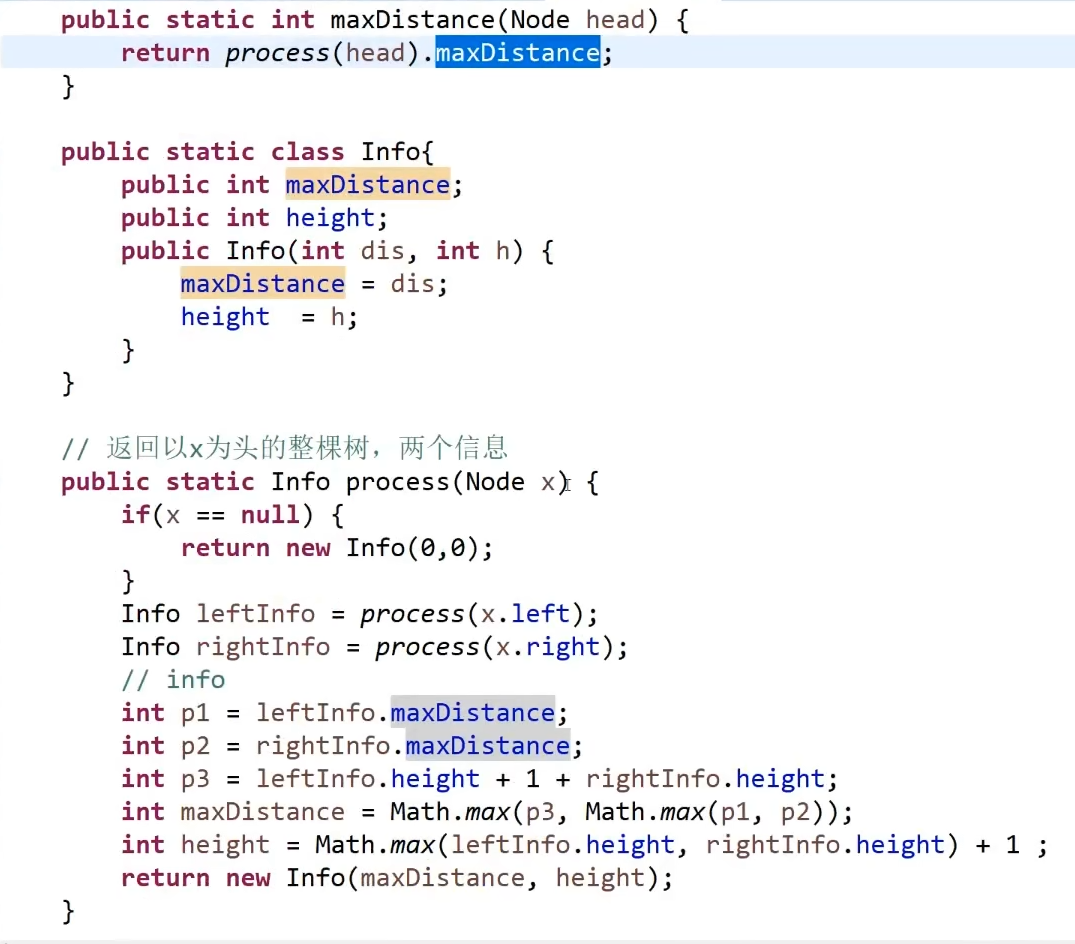 public static int maxDistance(Node head) {
    return process(head).maxDistance;
}

public static class Info{
    public int maxDistance;
    public int height;
    public Info(int dis, int h) {
        maxDistance = dis;
        height  = h;
    }
}

// 返回以x为头的整棵树，两个信息
public static Info process(Node x) {
    if(x == null) {
        return new Info(0,0);
    }
    Info leftInfo = process(x.left);
    Info rightInfo = process(x.right);
    // info
    int p1 = leftInfo.maxDistance;
    int p2 = rightInfo.maxDistance;
    int p3 = leftInfo.height + 1 + rightInfo.height;
    int maxDistance = Math.max(p3, Math.max(p1, p2));
    int height = Math.max(leftInfo.height, rightInfo.height) + 1 ;
    return new Info(maxDistance, height);
}